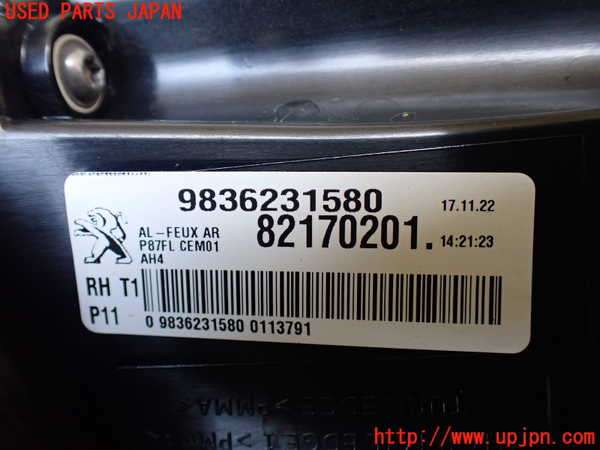 USED PARTS JAPAN
9836231580
17.11.22
AL-FEUX AR
P87FL CEM01
AH4
82170201.
14:21:23
RH T1
P11
0 9836231580 0113791
>PMMA<
http://www.upjpn.com/